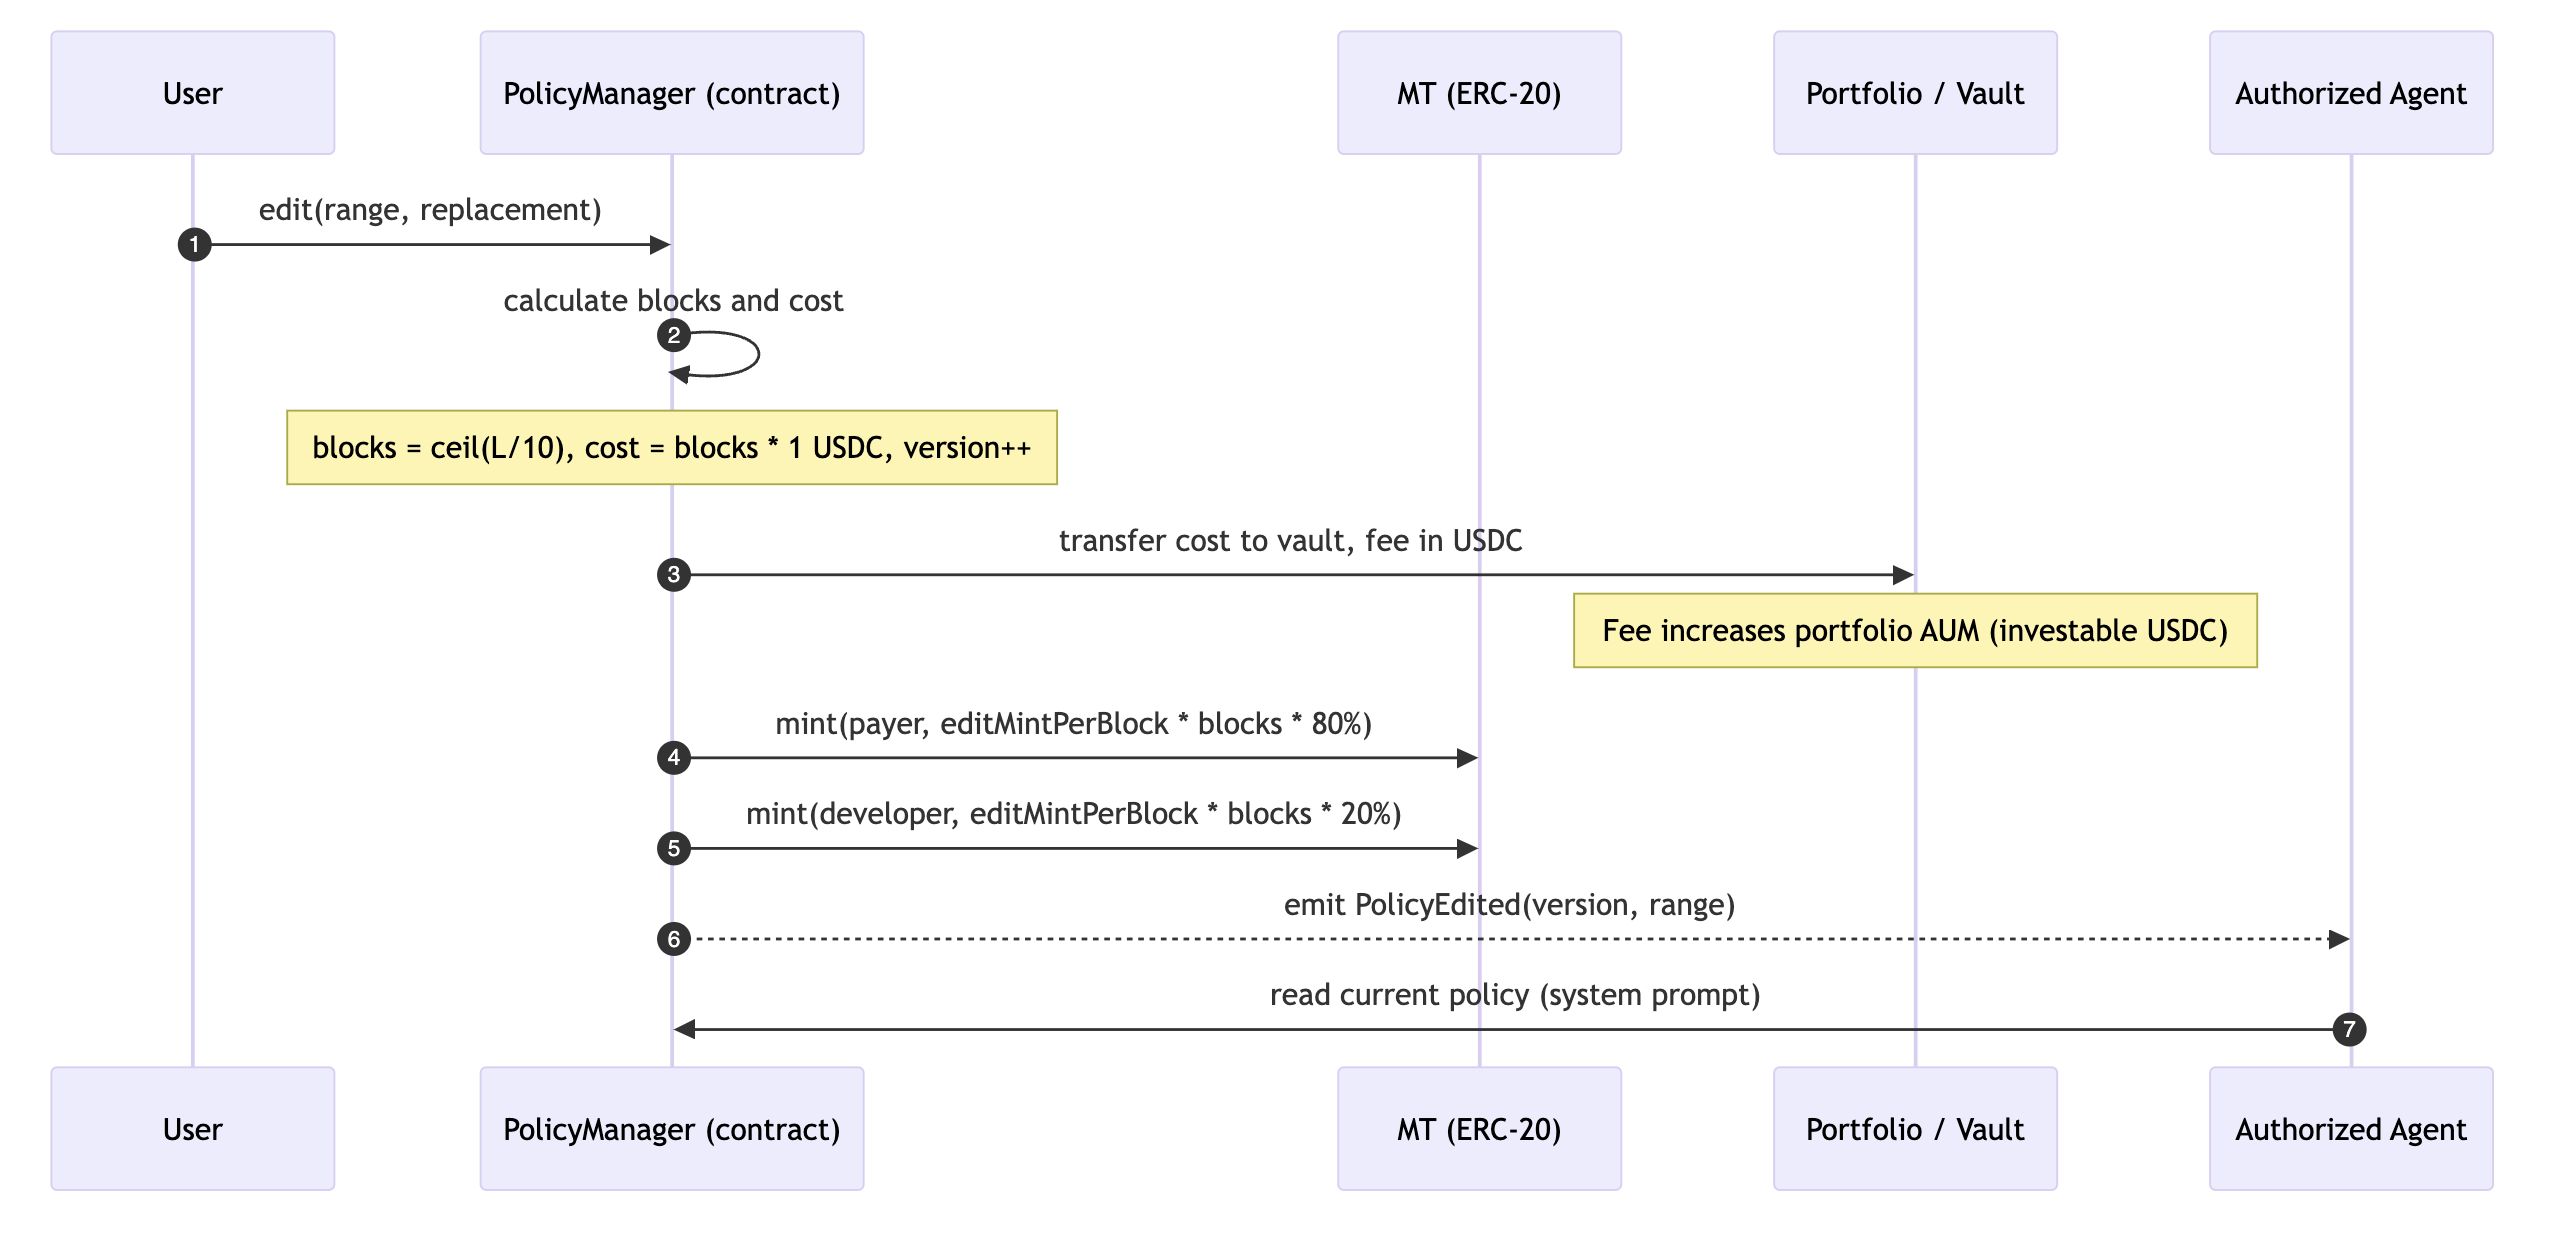 User
PolicyManager (contract)
MT (ERC-20)
Portfolio / Vault
Authorized Agent
edit(range, replacement)
1
calculate blocks and cost
2
blocks = ceil(L/10), cost = blocks * 1 USDC, version++
transfer cost to vault, fee in USDC
3
Fee increases portfolio AUM (investable USDC)
mint(payer, editMintPerBlock * blocks * 80%)
4
mint(developer, editMintPerBlock * blocks * 20%)
5
emit PolicyEdited(version, range)
6
read current policy (system prompt)
7
User
PolicyManager (contract)
MT (ERC-20)
Portfolio / Vault
Authorized Agent